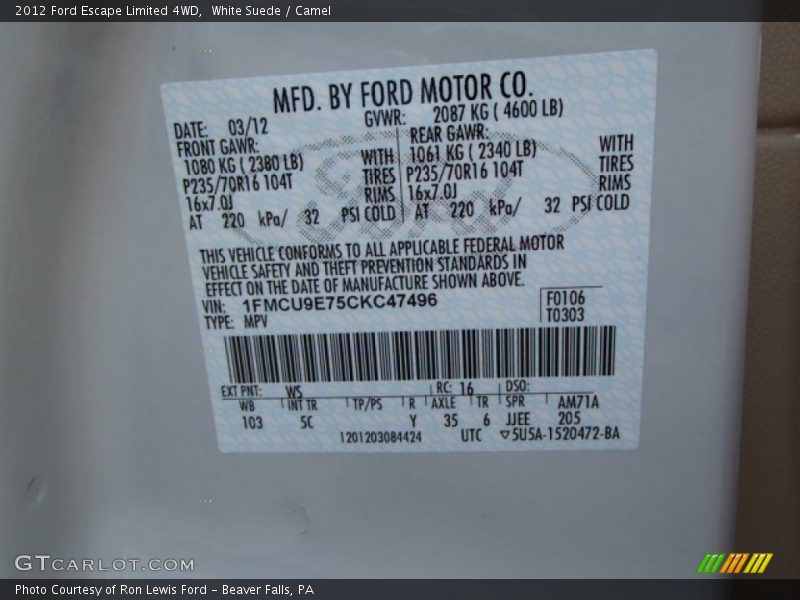 2012 Ford Escape Limited 4WD,  White Suede / Camel
MFD. BY FORD MOTOR CO.
DATE: 03/12
GVWR: 2087 KG ( 4600 LB)
FRONT GAWR:
1080 KG ( 2380 LB)
WITH
P235/70R16 104T
TIRES
16x7.0J
RIMS
AT 220 kPa/ 32 PSI COLD
REAR GAWR:
1061 KG ( 2340 LB)
WITH
P235/70R16 104T
TIRES
16x7.0J
RIMS
AT 220 kPa/ 32 PSI COLD
Ford
THIS VEHICLE CONFORMS TO ALL APPLICABLE FEDERAL MOTOR
VEHICLE SAFETY AND THEFT PREVENTION STANDARDS IN
EFFECT ON THE DATE OF MANUFACTURE SHOWN ABOVE.
VIN: 1FMCU9E75CKC47496
TYPE: MPV
F0106
T0303
EXT PNT: WS RC: 16 DSO:
WB INT TR TP/PS R AXLE TR SPR AM71A
103 5C Y 35 6 JJEE 205
1201203084424 UTC ▽5U5A-1520472-BA
GTCARLOT.COM
Photo Courtesy of Ron Lewis Ford - Beaver Falls, PA